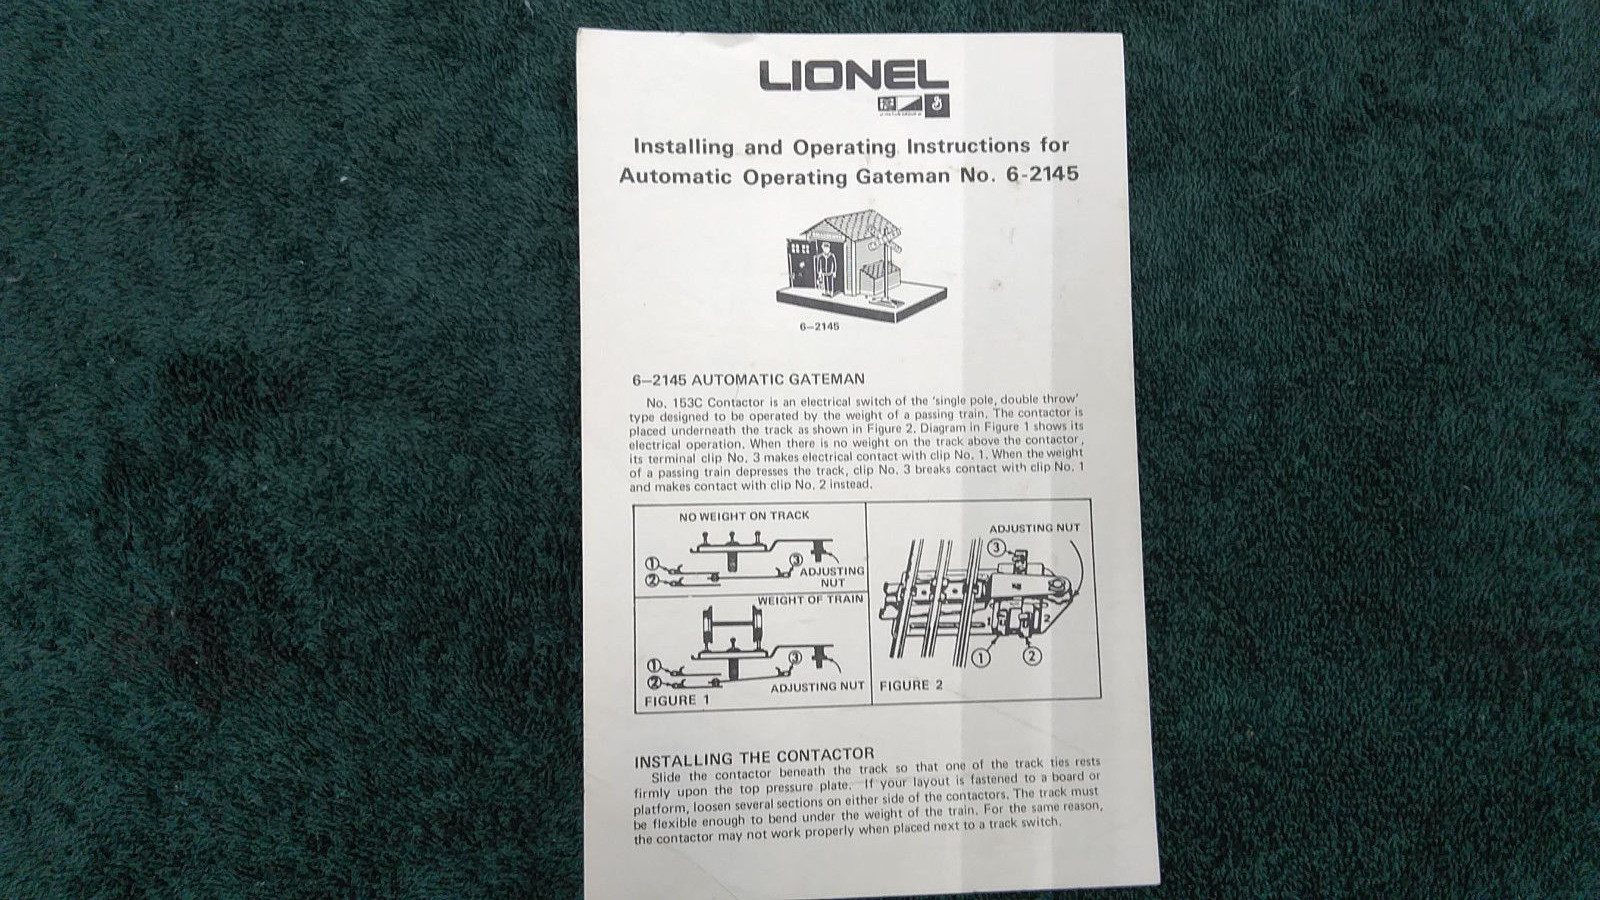 LIONEL
Installing and Operating Instructions for
Automatic Operating Gateman No. 6-2145
6-2145
6-2145 AUTOMATIC GATEMAN
No. 153C Contactor is an electrical switch of the 'single pole, double throw'
type designed to be operated by the weight of a passing train. The contactor is
placed underneath the track as shown in Figure 2. Diagram in Figure 1 shows its
electrical operation. When there is no weight on the track above the contactor,
its terminal clip No. 3 makes electrical contact with clip No. 1. When the weight
of a passing train depresses the track, clip No. 3 breaks contact with clip No. 1
and makes contact with clip No. 2 instead.
NO WEIGHT ON TRACK
1
2
3
ADJUSTING
NUT
WEIGHT OF TRAIN
1
2
3
ADJUSTING NUT
FIGURE 1
ADJUSTING NUT
3
2
1
2
FIGURE 2
INSTALLING THE CONTACTOR
Slide the contactor beneath the track so that one of the track ties rests
firmly upon the top pressure plate. If your layout is fastened to a board or
platform, loosen several sections on either side of the contactors. The track must
be flexible enough to bend under the weight of the train. For the same reason,
the contactor may not work properly when placed next to a track switch.